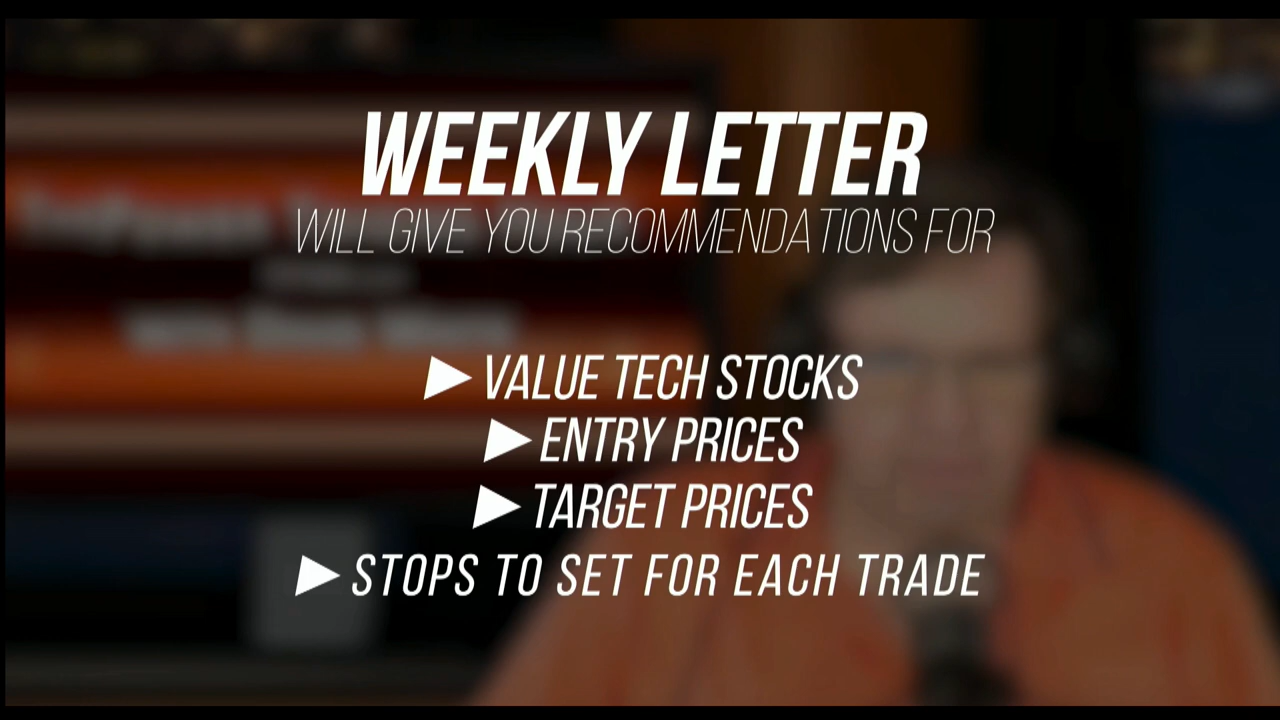 WEEKLY LETTER
WILL GIVE YOU RECOMMENDATIONS FOR
▶ VALUE TECH STOCKS
▶ ENTRY PRICES
▶ TARGET PRICES
▶ STOPS TO SET FOR EACH TRADE